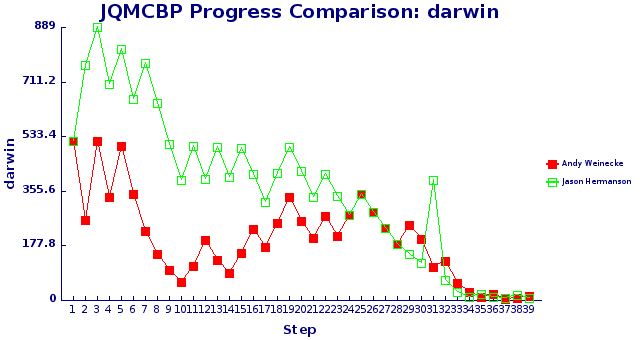 JQMCBP Progress Comparison: darwin
889
711.2
533.4
355.6
177.8
0
darwin
1 2 3 4 5 6 7 8 9 10 11 12 13 14 15 16 17 18 19 20 21 22 23 24 25 26 27 28 29 30 31 32 33 34 35 36 37 38 39
Step
Andy Weinecke
Jason Hermanson